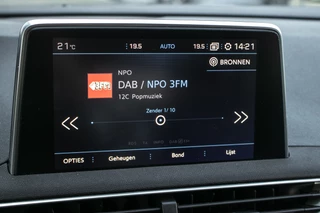 21°C 19.5 AUTO 19.5 14:21
BRONNEN
NPO
3FM
DAB / NPO 3FM
12C Popmuziek
Zender 1/ 10
OPTIES Geheugen Band Lijst